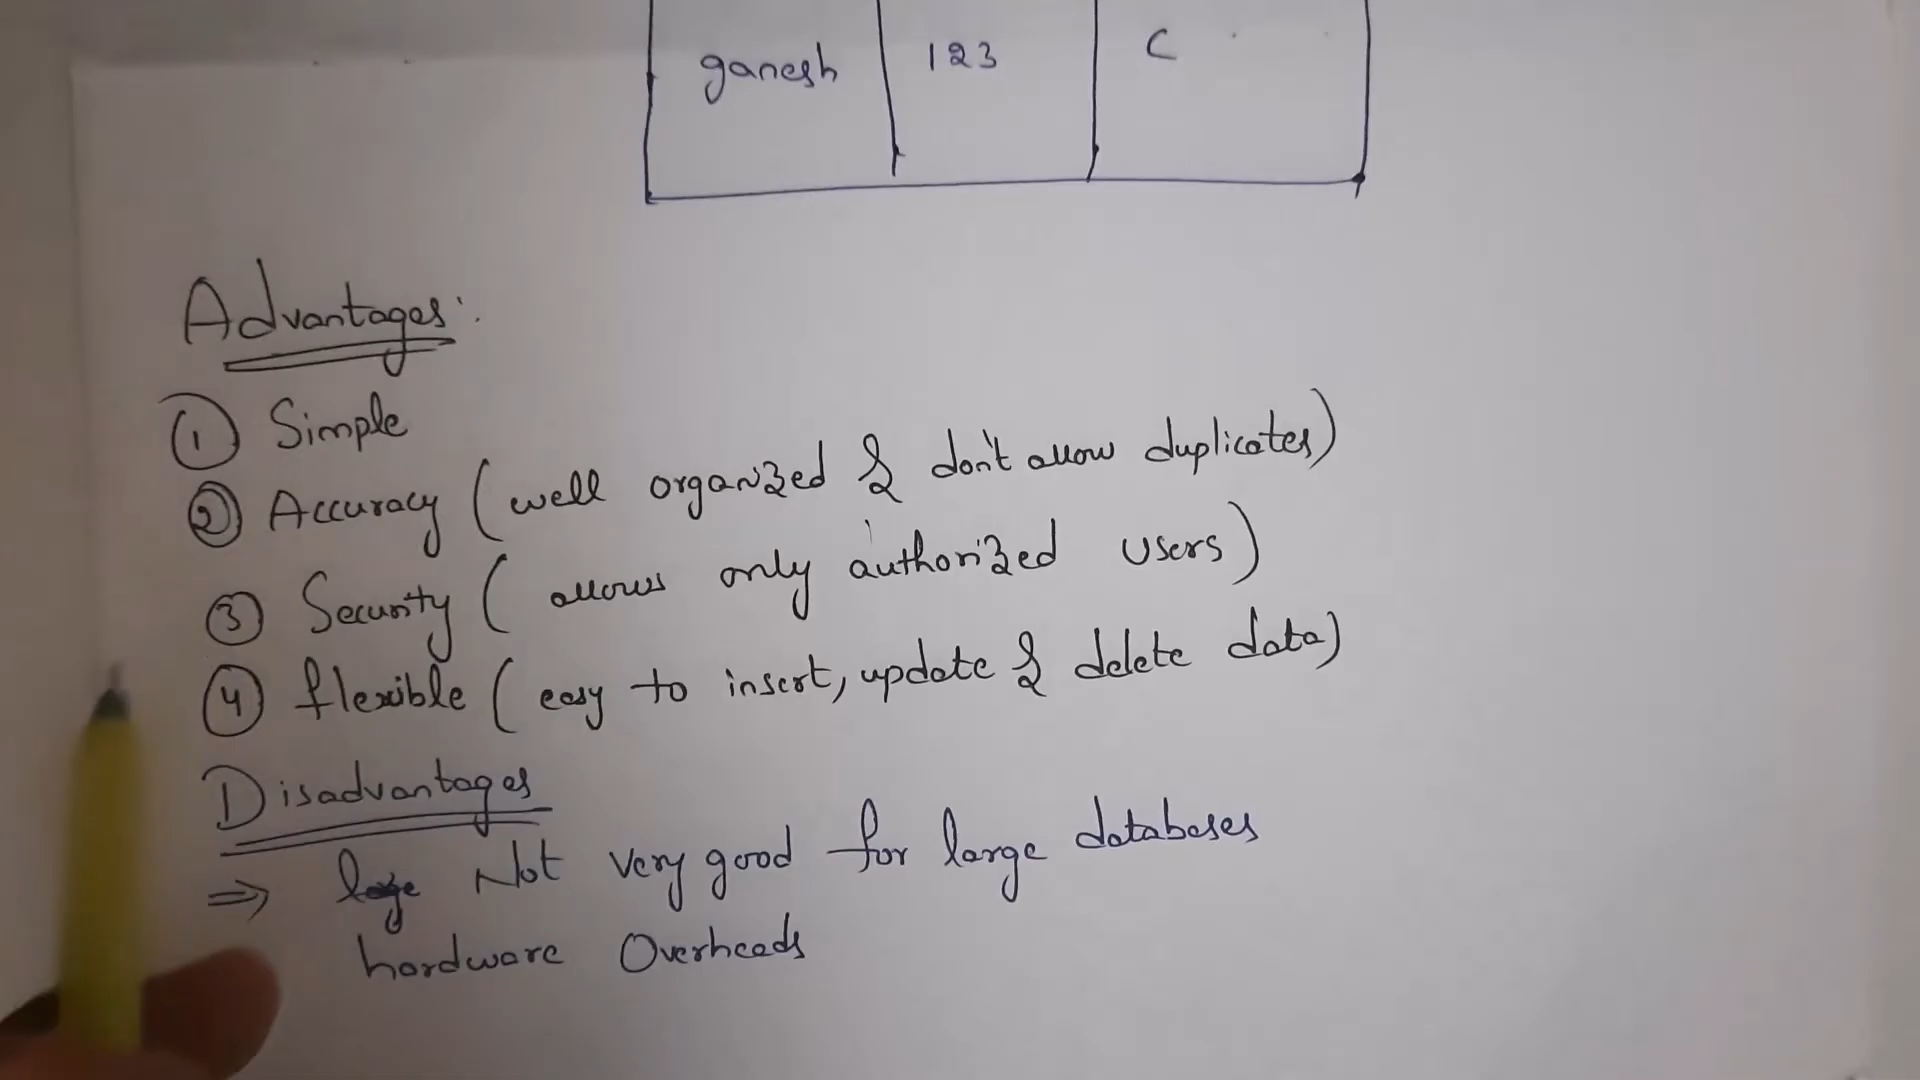 ganesh 123 C
Advantages:
① Simple
② Accuracy (well organized & don't allow duplicates)
③ Security (allows only authorized users)
④ flexible (easy to insert, update & delete data)
Disadvantages
⇒ Not very good for large databases
hardware Overheads